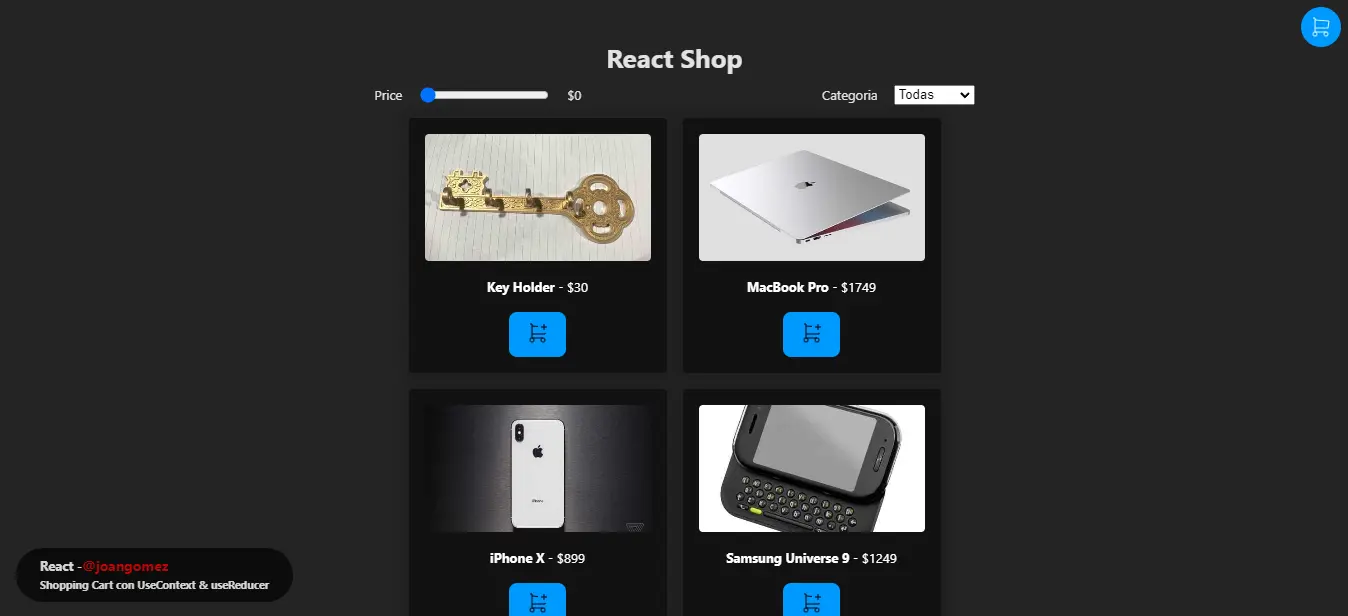 React Shop
Price $0 Categoria Todas
Key Holder - $30
MacBook Pro - $1749
iPhone X - $899
Samsung Universe 9 - $1249
React -@joangomez
Shopping Cart con UseContext & useReducer